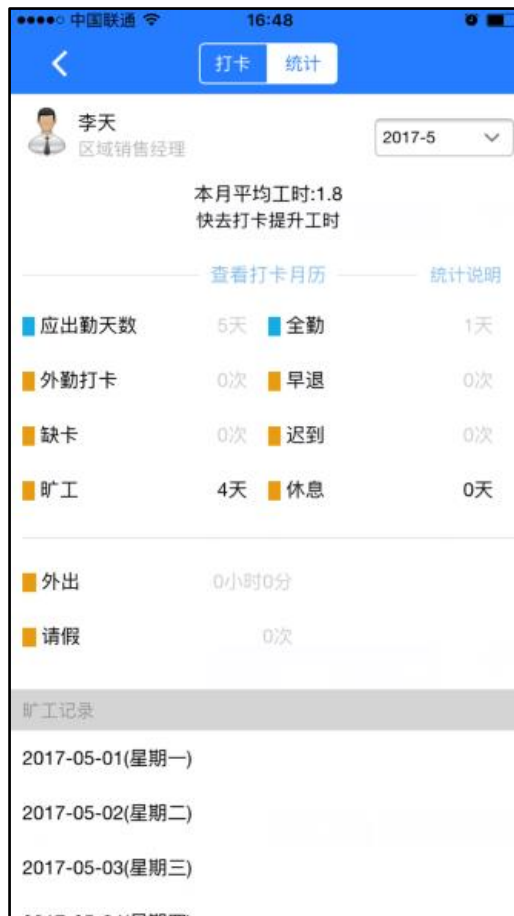 中国联通 16:48
打卡 统计
李天
区域销售经理
2017-5
本月平均工时:1.8
快去打卡提升工时
查看打卡月历 统计说明
应出勤天数 5天 全勤 1天
外勤打卡 0次 早退 0次
缺卡 0次 迟到 0次
旷工 4天 休息 0天
外出 0小时0分
请假 0次
旷工记录
2017-05-01(星期一)
2017-05-02(星期二)
2017-05-03(星期三)